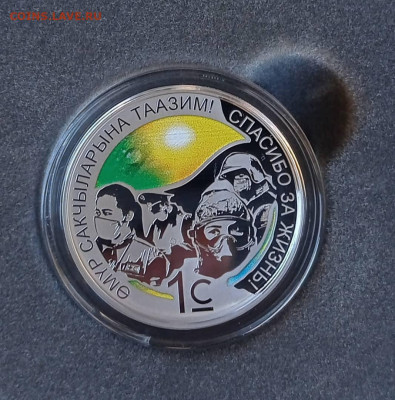 COINS.LAVE.RU
ӨМҮР САКЧЫЛАРЫНА ТААЗИМ!
СПАСИБО ЗА ЖИЗНЬ!
1С